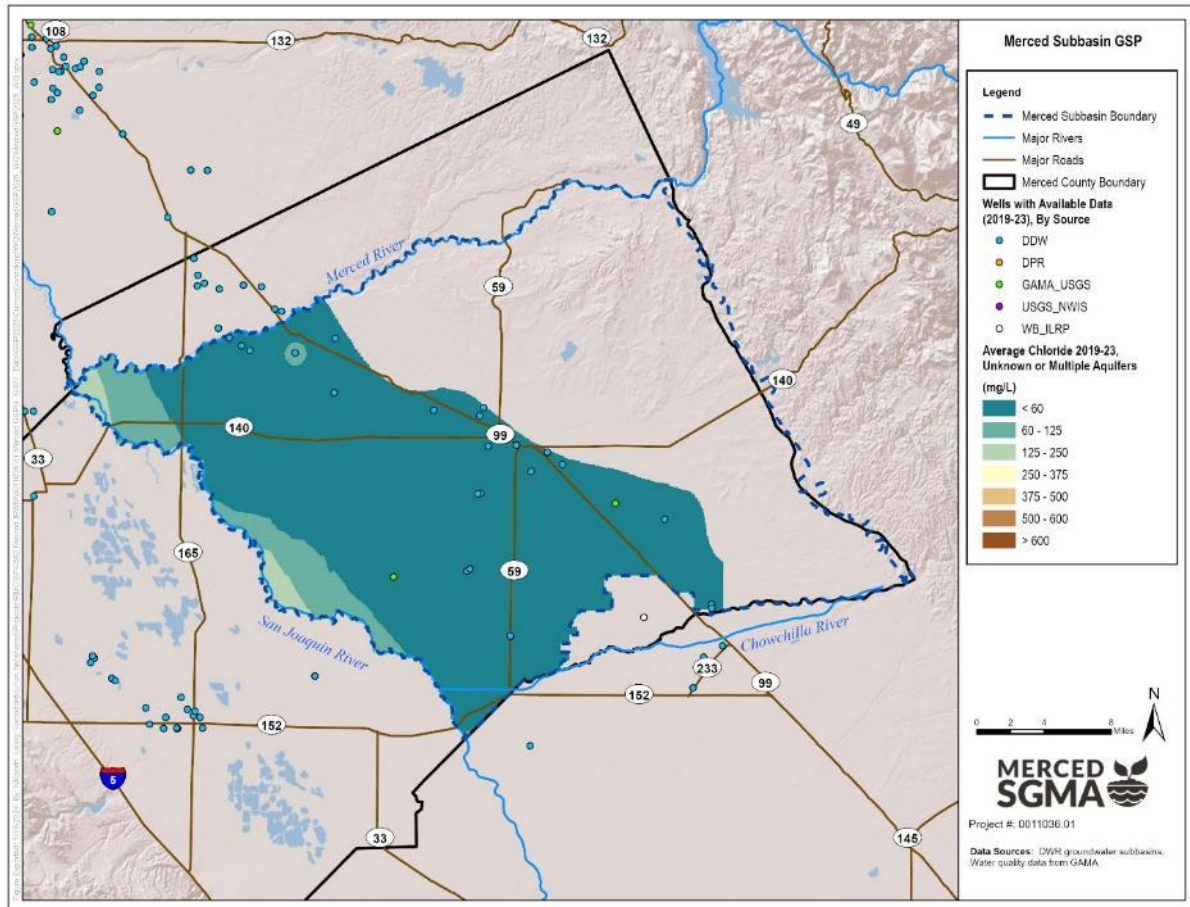 108
132
132
49
Merced River
59
140
140
99
33
165
59
San Joaquin River
Chowchilla River
233
152
99
152
5
33
145
Merced Subbasin GSP
Legend
Merced Subbasin Boundary
Major Rivers
Major Roads
Merced County Boundary
Wells with Available Data
(2019-23), By Source
DDW
DPR
GAMA_USGS
USGS_NWIS
WB_ILRP
Average Chloride 2019-23,
Unknown or Multiple Aquifers
(mg/L)
< 60
60 - 125
125 - 250
250 - 375
375 - 500
500 - 600
> 600
N
0 2 4 8
Miles
MERCED
SGMA
Project #: 0011036.01
Data Sources: DWR groundwater subbasins;
Water quality data from GAMA